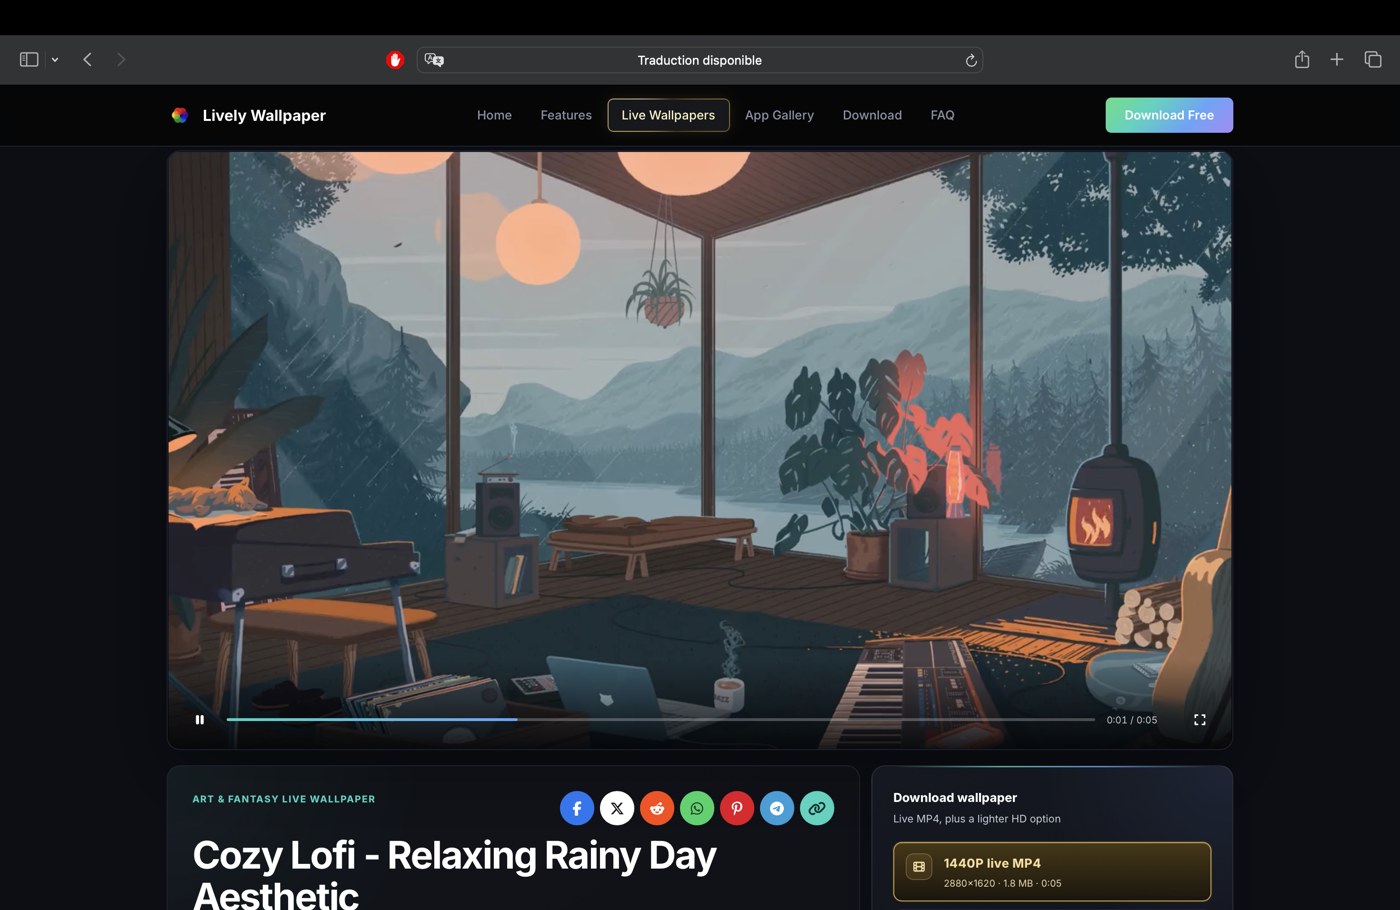 Traduction disponible
Lively Wallpaper
Home
Features
Live Wallpapers
App Gallery
Download
FAQ
Download Free
0:01 / 0:05
ART & FANTASY LIVE WALLPAPER
Cozy Lofi - Relaxing Rainy Day
Aesthetic
Download wallpaper
Live MP4, plus a lighter HD option
1440P live MP4
2880×1620 · 1.8 MB · 0:05